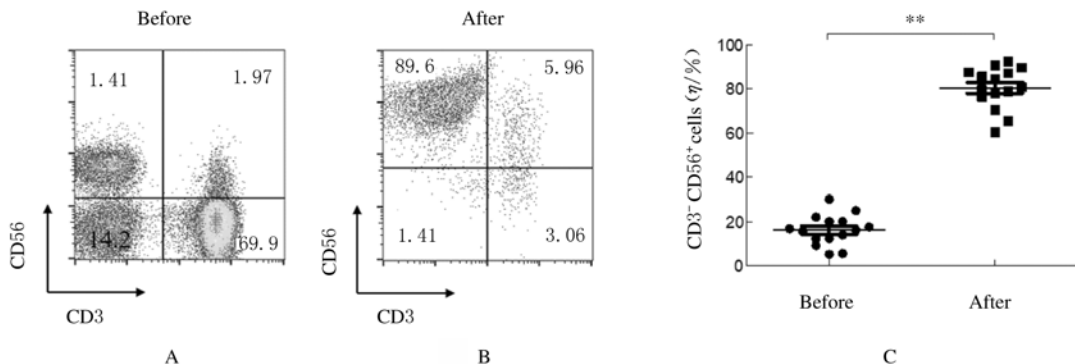 Before
1.41
1.97
14.2
69.9
CD56
CD3
A
After
89.6
5.96
1.41
3.06
CD56
CD3
B
**
CD3⁻ CD56⁺ cells (η/%)
100
80
60
40
20
0
Before
After
C